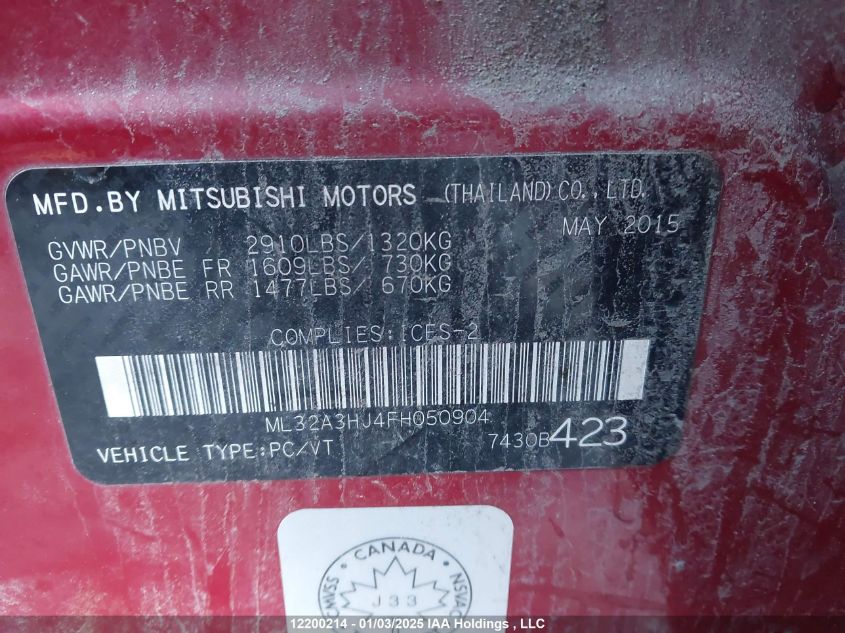 MFD.BY MITSUBISHI MOTORS (THAILAND) CO., LTD.
MAY 2015
GVWR/PNBV 2910LBS/1320KG
GAWR/PNBE FR 1609LBS/ 730KG
GAWR/PNBE RR 1477LBS/ 670KG
COMPLIES: ICES-2
ML32A3HJ4FH050904
VEHICLE TYPE:PC/VT 7430B423
CANADA
J33
NSVAC
12200214 - 01/03/2025 IAA Holdings , LLC